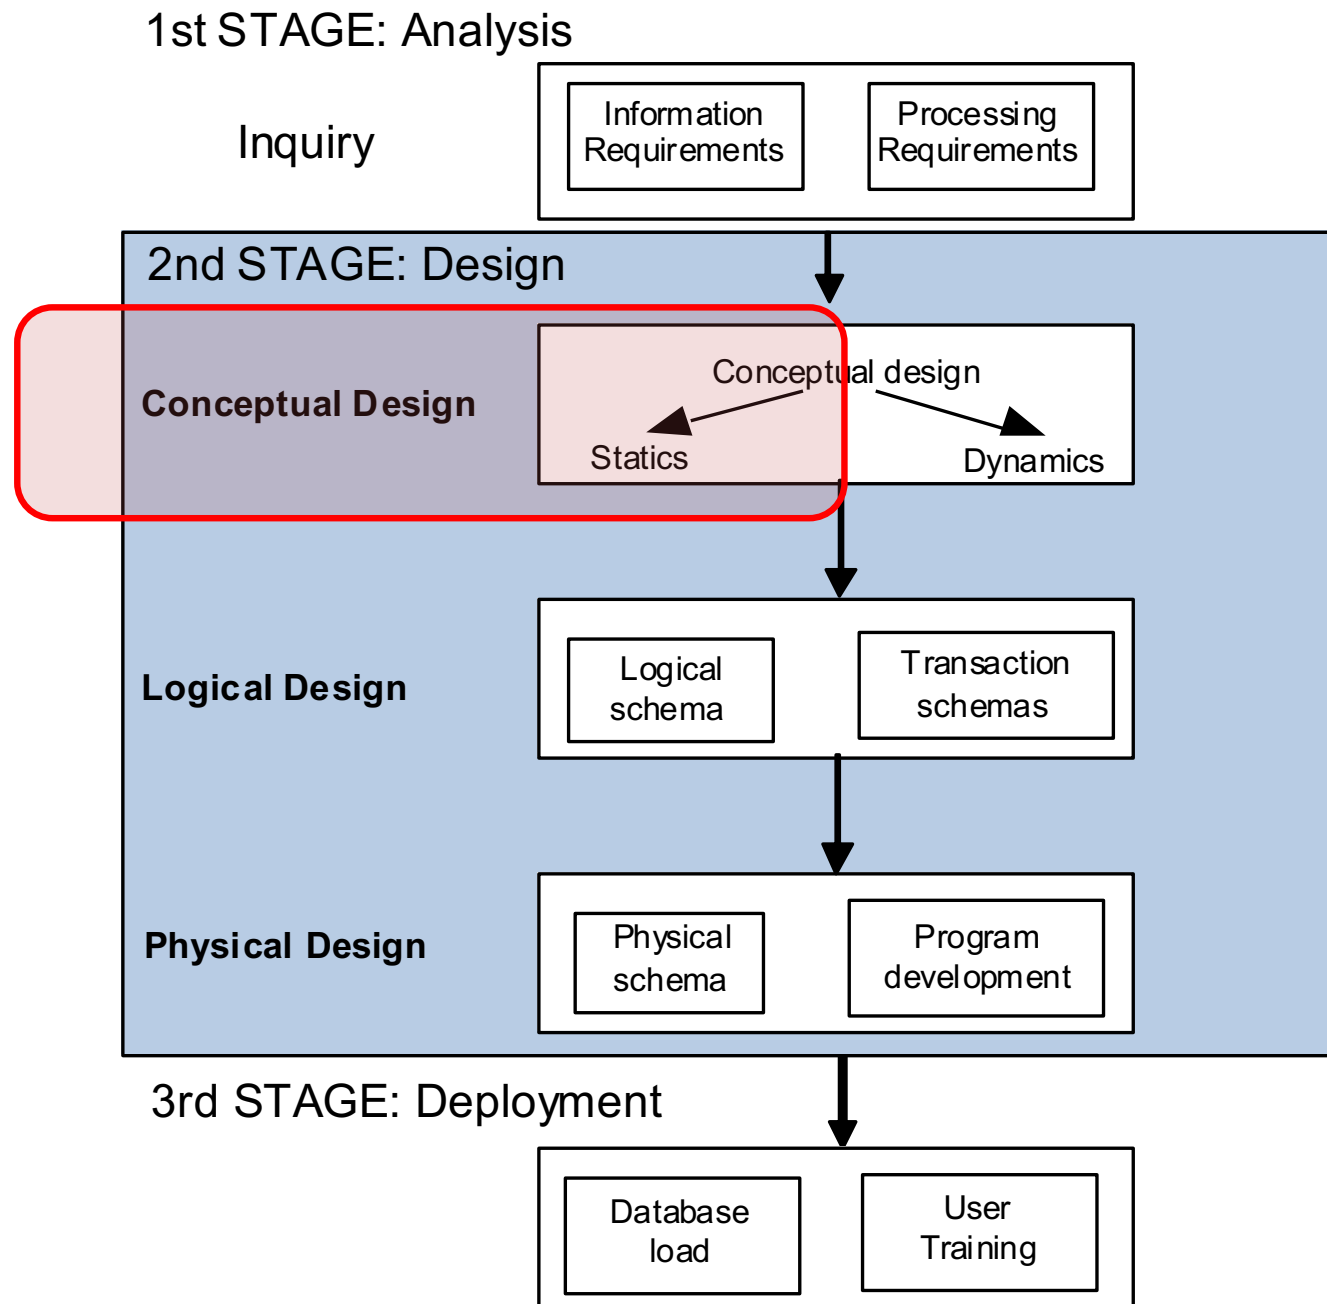 1st STAGE: Analysis
Inquiry
Information
Requirements
Processing
Requirements
2nd STAGE: Design
Conceptual Design
Conceptual design
Statics
Dynamics
Logical Design
Logical
schema
Transaction
schemas
Physical Design
Physical
schema
Program
development
3rd STAGE: Deployment
Database
load
User
Training